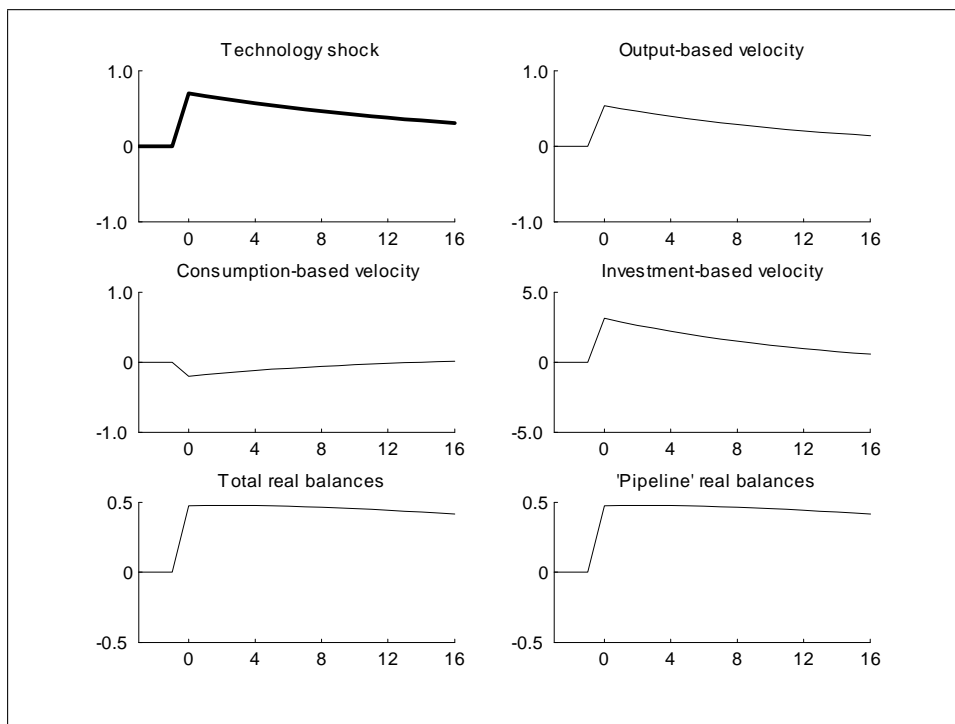 Technology shock
1.0
0
-1.0
0 4 8 12 16
Output-based velocity
1.0
0
-1.0
0 4 8 12 16
Consumption-based velocity
1.0
0
-1.0
0 4 8 12 16
Investment-based velocity
5.0
0
-5.0
0 4 8 12 16
Total real balances
0.5
0
-0.5
0 4 8 12 16
'Pipeline' real balances
0.5
0
-0.5
0 4 8 12 16